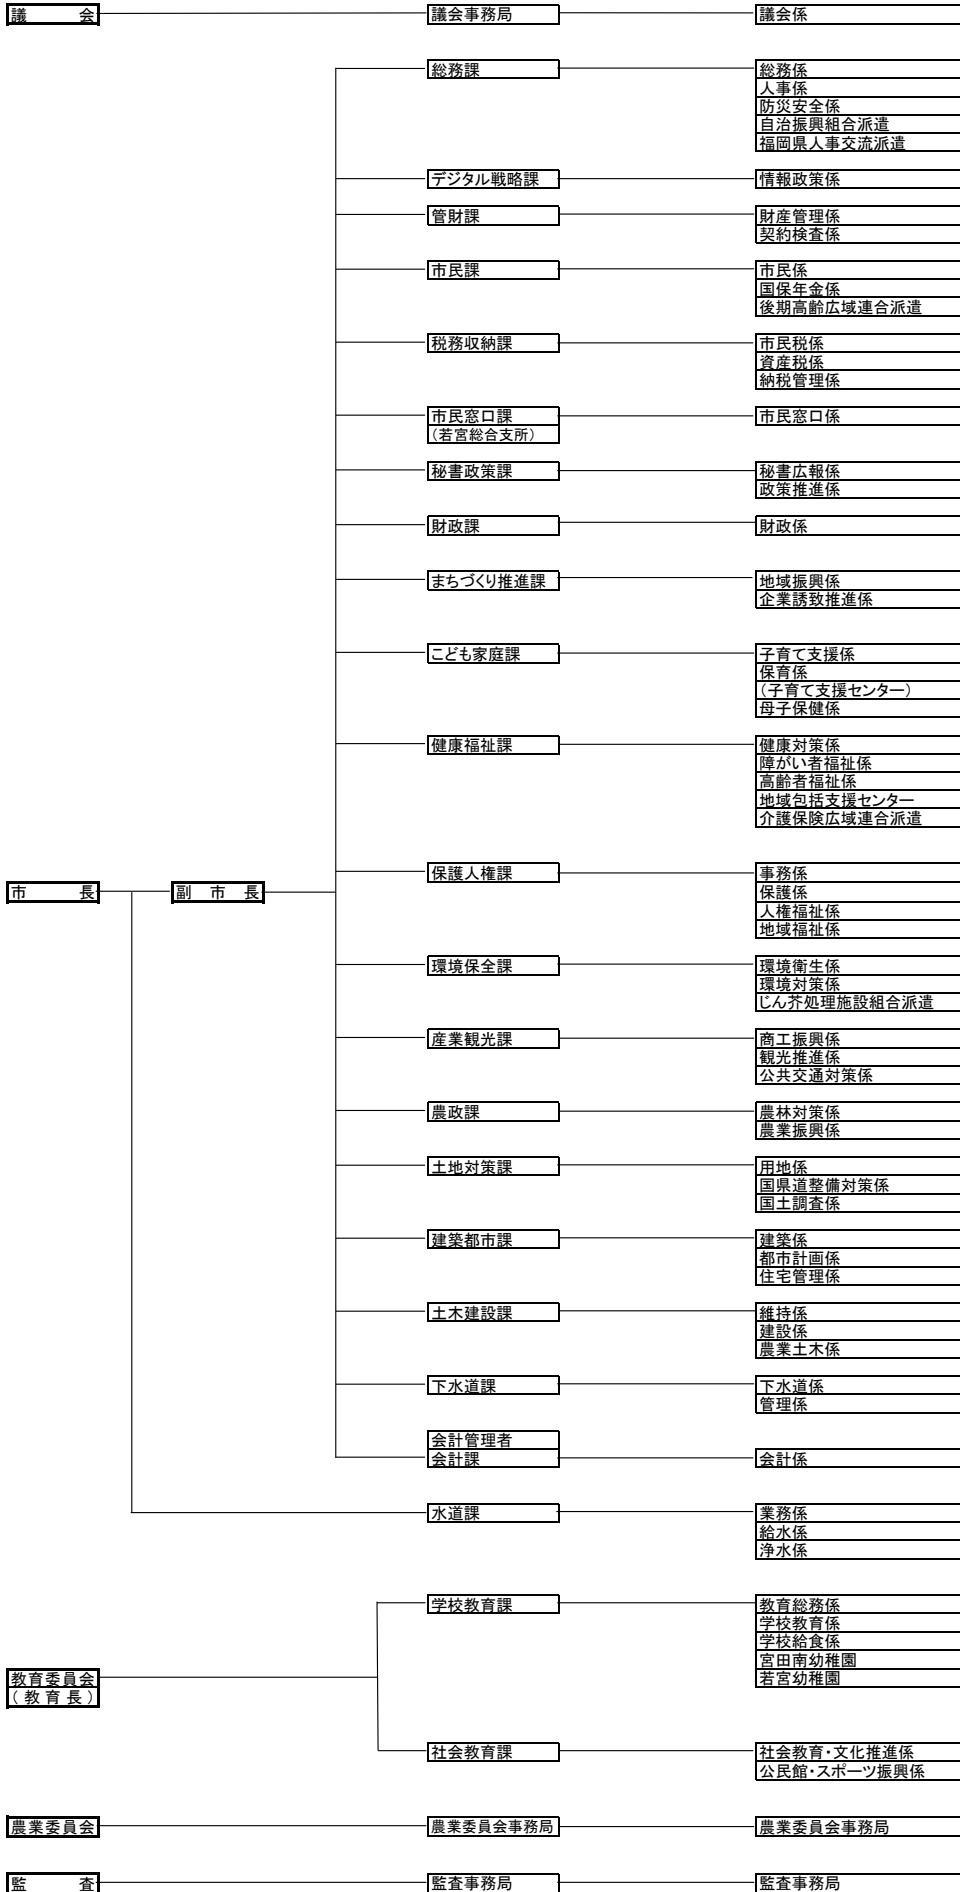 議　会　議会事務局　議会係
総務課　総務係
人事係
防災安全係
自治振興組合派遣
福岡県人事交流派遣
デジタル戦略課　情報政策係
管財課　財産管理係
契約検査係
市民課　市民係
国保年金係
後期高齢広域連合派遣
税務収納課　市民税係
資産税係
納税管理係
市民窓口課　市民窓口係
（若宮総合支所）
秘書政策課　秘書広報係
政策推進係
財政課　財政係
まちづくり推進課　地域振興係
企業誘致推進係
こども家庭課　子育て支援係
保育係
（子育て支援センター）
母子保健係
健康福祉課　健康対策係
障がい者福祉係
高齢者福祉係
地域包括支援センター
介護保険広域連合派遣
保護人権課　事務係
市　長　副　市　長　保護係
人権福祉係
地域福祉係
環境保全課　環境衛生係
環境対策係
じん芥処理施設組合派遣
産業観光課　商工振興係
観光推進係
公共交通対策係
農政課　農林対策係
農業振興係
土地対策課　用地係
国県道整備対策係
国土調査係
建築都市課　建築係
都市計画係
住宅管理係
土木建設課　維持係
建設係
農業土木係
下水道課　下水道係
管理係
会計管理者
会計課　会計係
水道課　業務係
給水係
浄水係
学校教育課　教育総務係
学校教育係
学校給食係
宮田南幼稚園
教育委員会　若宮幼稚園
（教育長）
社会教育課　社会教育・文化推進係
公民館・スポーツ振興係
農業委員会　農業委員会事務局　農業委員会事務局
監　査　監査事務局　監査事務局